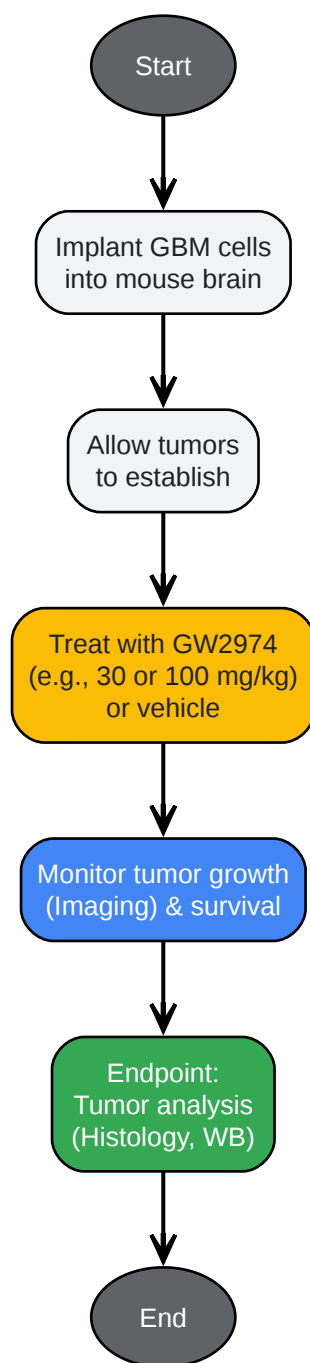 Start
Implant GBM cells
into mouse brain
Allow tumors
to establish
Treat with GW2974
(e.g., 30 or 100 mg/kg)
or vehicle
Monitor tumor growth
(Imaging) & survival
Endpoint:
Tumor analysis
(Histology, WB)
End